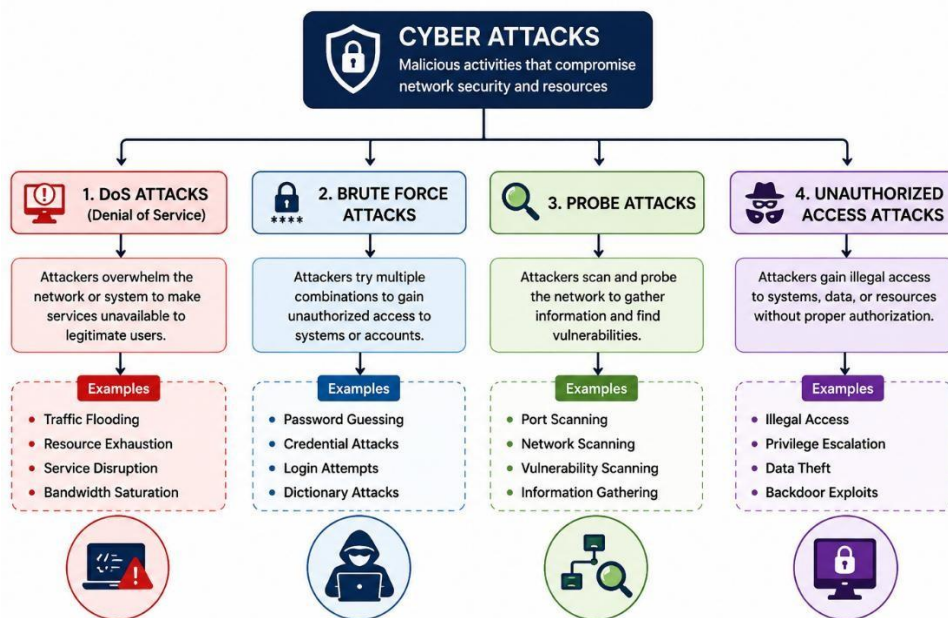 CYBER ATTACKS
Malicious activities that compromise
network security and resources
1. DoS ATTACKS
(Denial of Service)
Attackers overwhelm the
network or system to make
services unavailable to
legitimate users.
Examples
• Traffic Flooding
• Resource Exhaustion
• Service Disruption
• Bandwidth Saturation
****
2. BRUTE FORCE
ATTACKS
Attackers try multiple
combinations to gain
unauthorized access to
systems or accounts.
Examples
• Password Guessing
• Credential Attacks
• Login Attempts
• Dictionary Attacks
3. PROBE ATTACKS
Attackers scan and probe
the network to gather
information and find
vulnerabilities.
Examples
• Port Scanning
• Network Scanning
• Vulnerability Scanning
• Information Gathering
4. UNAUTHORIZED
ACCESS ATTACKS
Attackers gain illegal access
to systems, data, or resources
without proper authorization.
Examples
• Illegal Access
• Privilege Escalation
• Data Theft
• Backdoor Exploits